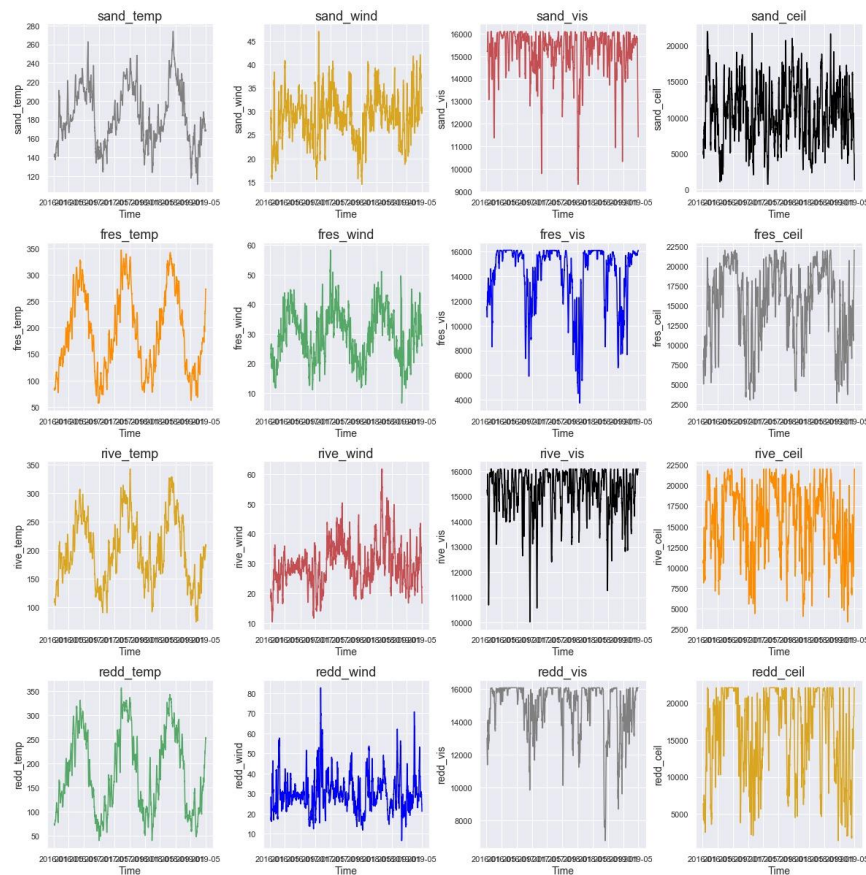 sand_temp
280
260
240
220
200
180
160
140
120
sand_temp
Time
sand_wind
45
40
35
30
25
20
15
sand_wind
Time
sand_vis
16000
15000
14000
13000
12000
11000
10000
9000
sand_vis
Time
sand_ceil
20000
15000
10000
5000
0
sand_ceil
Time
fres_temp
350
300
250
200
150
100
50
fres_temp
Time
fres_wind
60
50
40
30
20
10
fres_wind
Time
fres_vis
16000
14000
12000
10000
8000
6000
4000
fres_vis
Time
fres_ceil
22500
20000
17500
15000
12500
10000
7500
5000
2500
fres_ceil
Time
rive_temp
350
300
250
200
150
100
rive_temp
Time
rive_wind
60
50
40
30
20
10
rive_wind
Time
rive_vis
16000
15000
14000
13000
12000
11000
10000
rive_vis
Time
rive_ceil
22500
20000
17500
15000
12500
10000
7500
5000
2500
rive_ceil
Time
redd_temp
350
300
250
200
150
100
50
redd_temp
Time
redd_wind
80
70
60
50
40
30
20
10
redd_wind
Time
redd_vis
16000
14000
12000
10000
8000
redd_vis
Time
redd_ceil
20000
15000
10000
5000
redd_ceil
Time